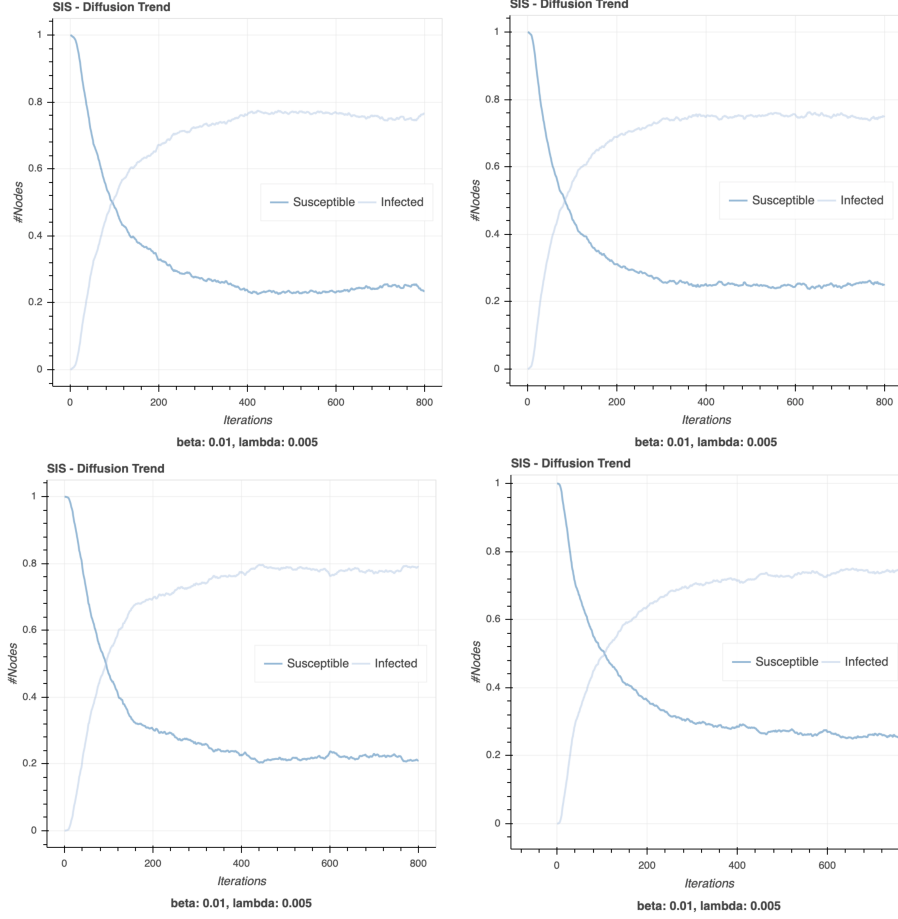 SIS - Diffusion Trend
1
0.8
0.6
0.4
0.2
0
#Nodes
Susceptible Infected
0 200 400 600 800
Iterations
beta: 0.01, lambda: 0.005
SIS - Diffusion Trend
1
0.8
0.6
0.4
0.2
0
#Nodes
Susceptible Infected
0 200 400 600 800
Iterations
beta: 0.01, lambda: 0.005
SIS - Diffusion Trend
1
0.8
0.6
0.4
0.2
0
#Nodes
Susceptible Infected
0 200 400 600 800
Iterations
beta: 0.01, lambda: 0.005
SIS - Diffusion Trend
1
0.8
0.6
0.4
0.2
0
#Nodes
Susceptible Infected
0 200 400 600
Iterations
beta: 0.01, lambda: 0.005